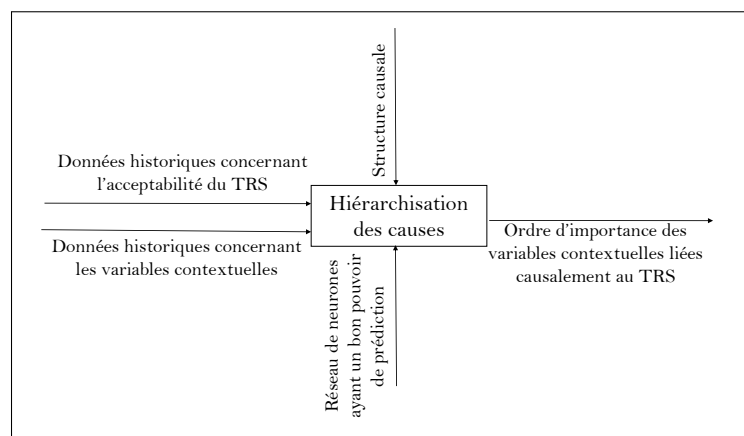 Structure causale
Données historiques concernant
l'acceptabilité du TRS
Hiérarchisation
des causes
Données historiques concernant
les variables contextuelles
Ordre d'importance des
variables contextuelles liées
causalement au TRS
Réseau de neurones
ayant un bon pouvoir
de prédiction